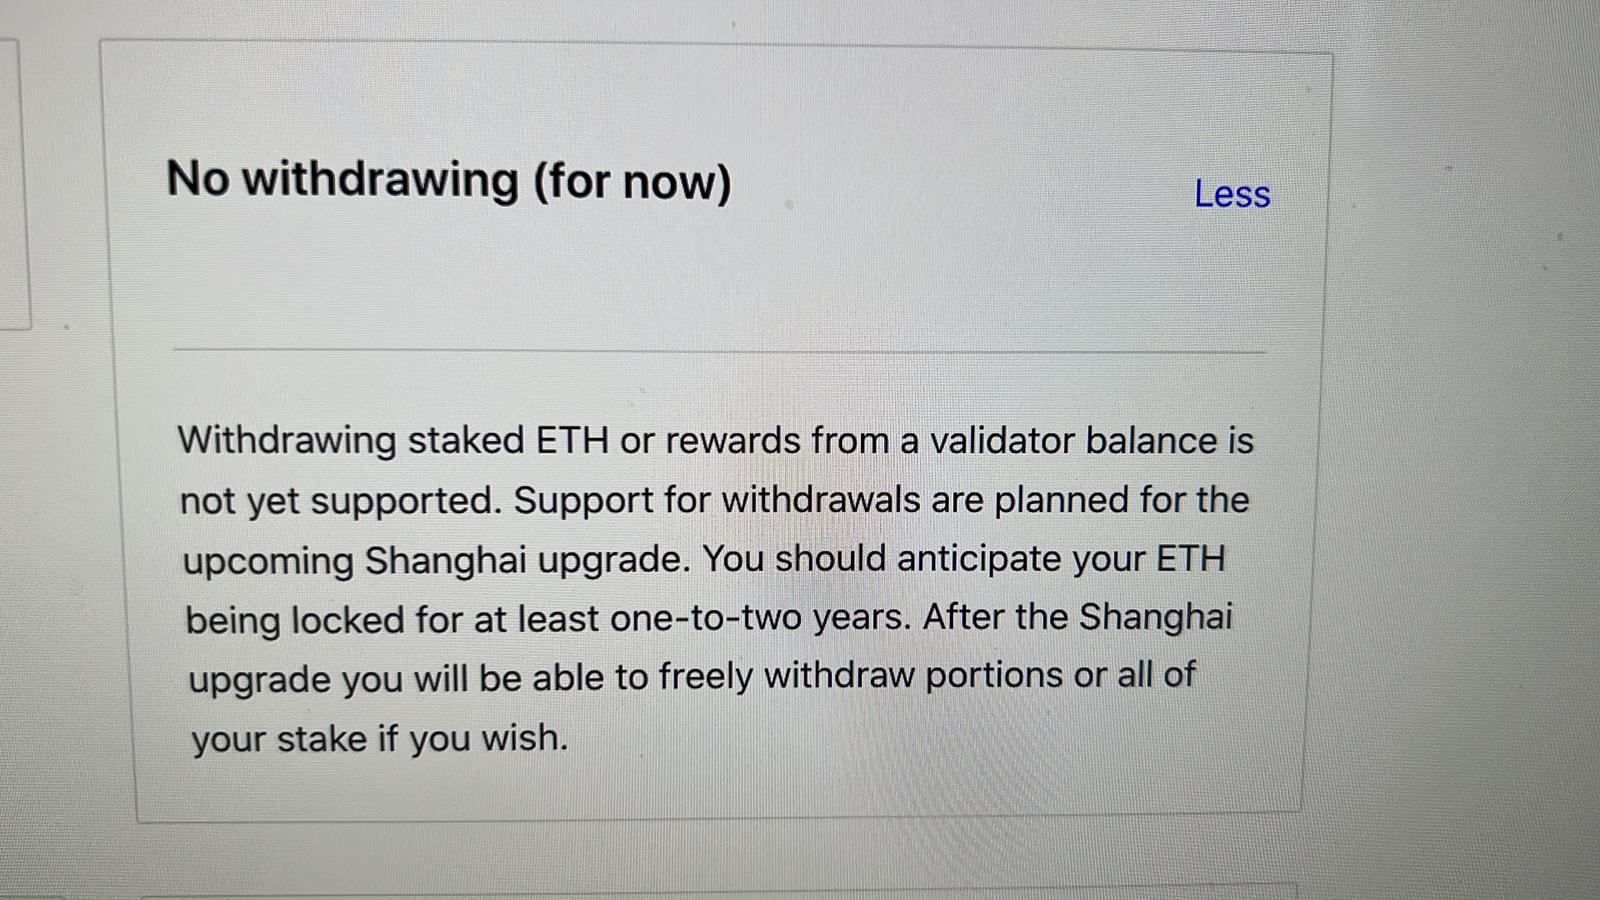 No withdrawing (for now)
Less
Withdrawing staked ETH or rewards from a validator balance is
not yet supported. Support for withdrawals are planned for the
upcoming Shanghai upgrade. You should anticipate your ETH
being locked for at least one-to-two years. After the Shanghai
upgrade you will be able to freely withdraw portions or all of
your stake if you wish.